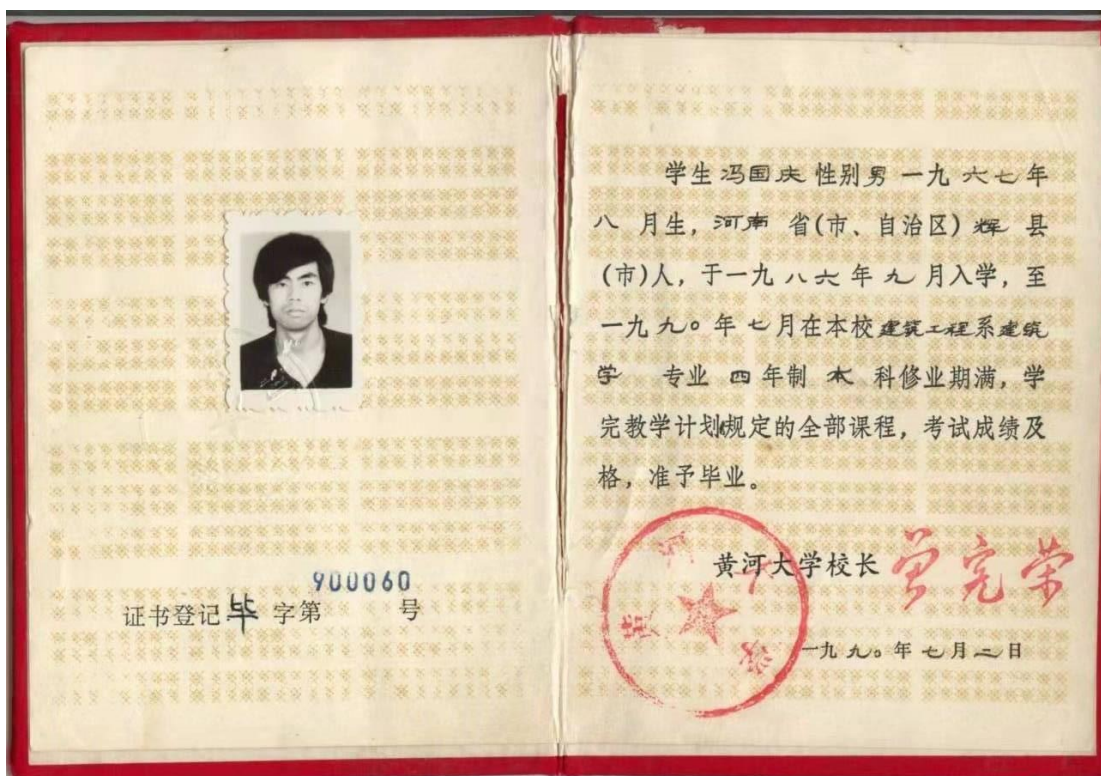 900060
证书登记毕字第 号
学生冯国庆性别男一九六七年
八月生，河南省(市、自治区)辉县
(市)人，于一九八六年九月入学，至
一九九〇年七月在本校建筑工程系建筑
学 专业四年制本科修业期满，学
完教学计划规定的全部课程，考试成绩及
格，准予毕业。
黄河大学校长
一九九〇年七月二日
黄河大学